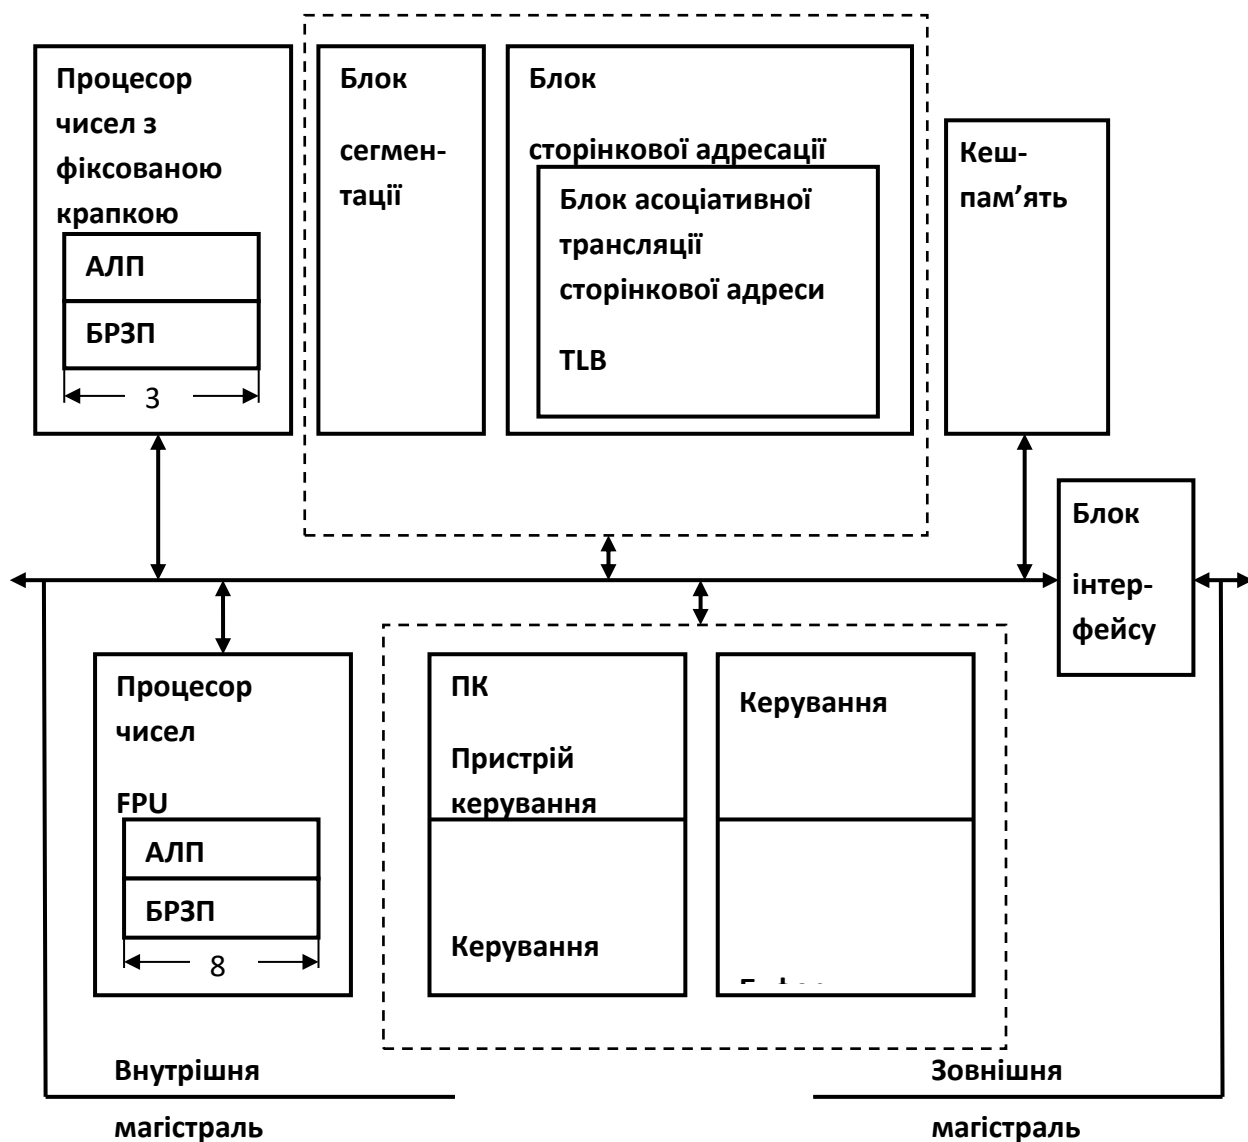 Процесор
чисел з
фіксованою
крапкою
АЛП
БРЗП
3
Блок
сегмен-
тації
Блок
сторінкової адресації
Блок асоціативної
трансляції
сторінкової адреси
TLB
Кеш-
пам’ять
Блок
інтер-
фейсу
Процесор
чисел
FPU
АЛП
БРЗП
8
ПК
Пристрій
керування
Керування
Керування
Внутрішня
магістраль
Зовнішня
магістраль